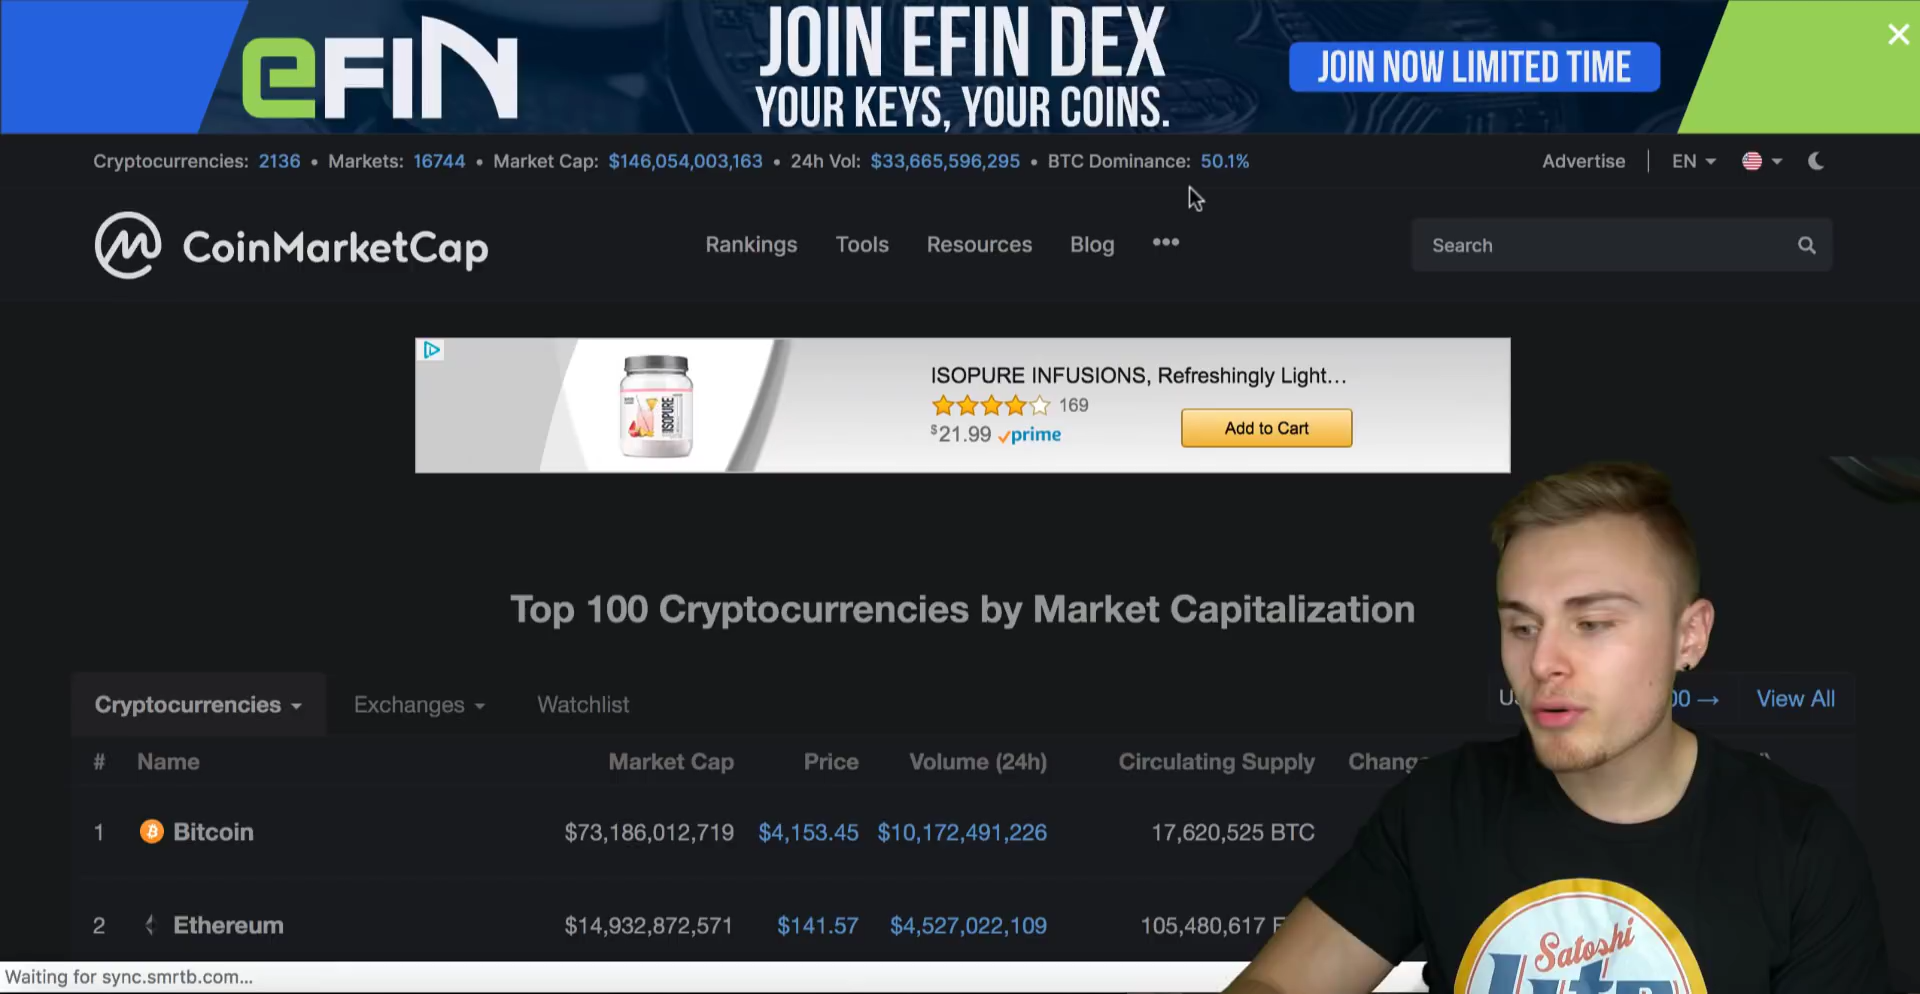 eFIN
JOIN EFIN DEX
YOUR KEYS, YOUR COINS.
JOIN NOW LIMITED TIME
Cryptocurrencies: 2136 • Markets: 16744 • Market Cap: $146,054,003,163 • 24h Vol: $33,665,596,295 • BTC Dominance: 50.1%
Advertise | EN
CoinMarketCap
Rankings Tools Resources Blog •••
Search
ISOPURE INFUSIONS, Refreshingly Light...
169
$21.99 prime
Add to Cart
ISOPURE
Top 100 Cryptocurrencies by Market Capitalization
Cryptocurrencies Exchanges Watchlist
View All
# Name Market Cap Price Volume (24h) Circulating Supply
1 Bitcoin $73,186,012,719 $4,153.45 $10,172,491,226 17,620,525 BTC
2 Ethereum $14,932,872,571 $141.57 $4,527,022,109 105,480,617
Satoshi
Waiting for sync.smrtb.com...